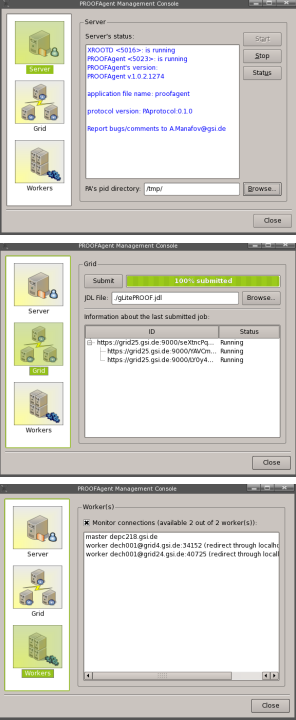 PROOFAgent Management Console
Server
Grid
Workers
Server
Server's status:
XROOTD <5016>: is running
PROOFAgent <5023>: is running
PROOFAgent's version:
PROOFAgent v.1.0.2.1274
application file name: proofagent
protocol version: PAprotocol:0.1.0
Report bugs/comments to A.Manafov@gsi.de
Start
Stop
Status
PA's pid directory: /tmp/ Browse...
Close
PROOFAgent Management Console
Server
Grid
Workers
Grid
Submit 100% submitted
JDL File: ./gLitePROOF.jdl Browse...
Information about the last submitted job:
ID Status
https://grid25.gsi.de:9000/seXtncPq... Running
https://grid25.gsi.de:9000/YAVCm... Running
https://grid25.gsi.de:9000/LY0y4... Running
Close
PROOFAgent Management Console
Server
Grid
Workers
Worker(s)
Monitor connections (available 2 out of 2 worker(s)):
master depc218.gsi.de
worker dech001@grid4.gsi.de:34152 (redirect through localho
worker dech001@grid24.gsi.de:40725 (redirect through locall
Close